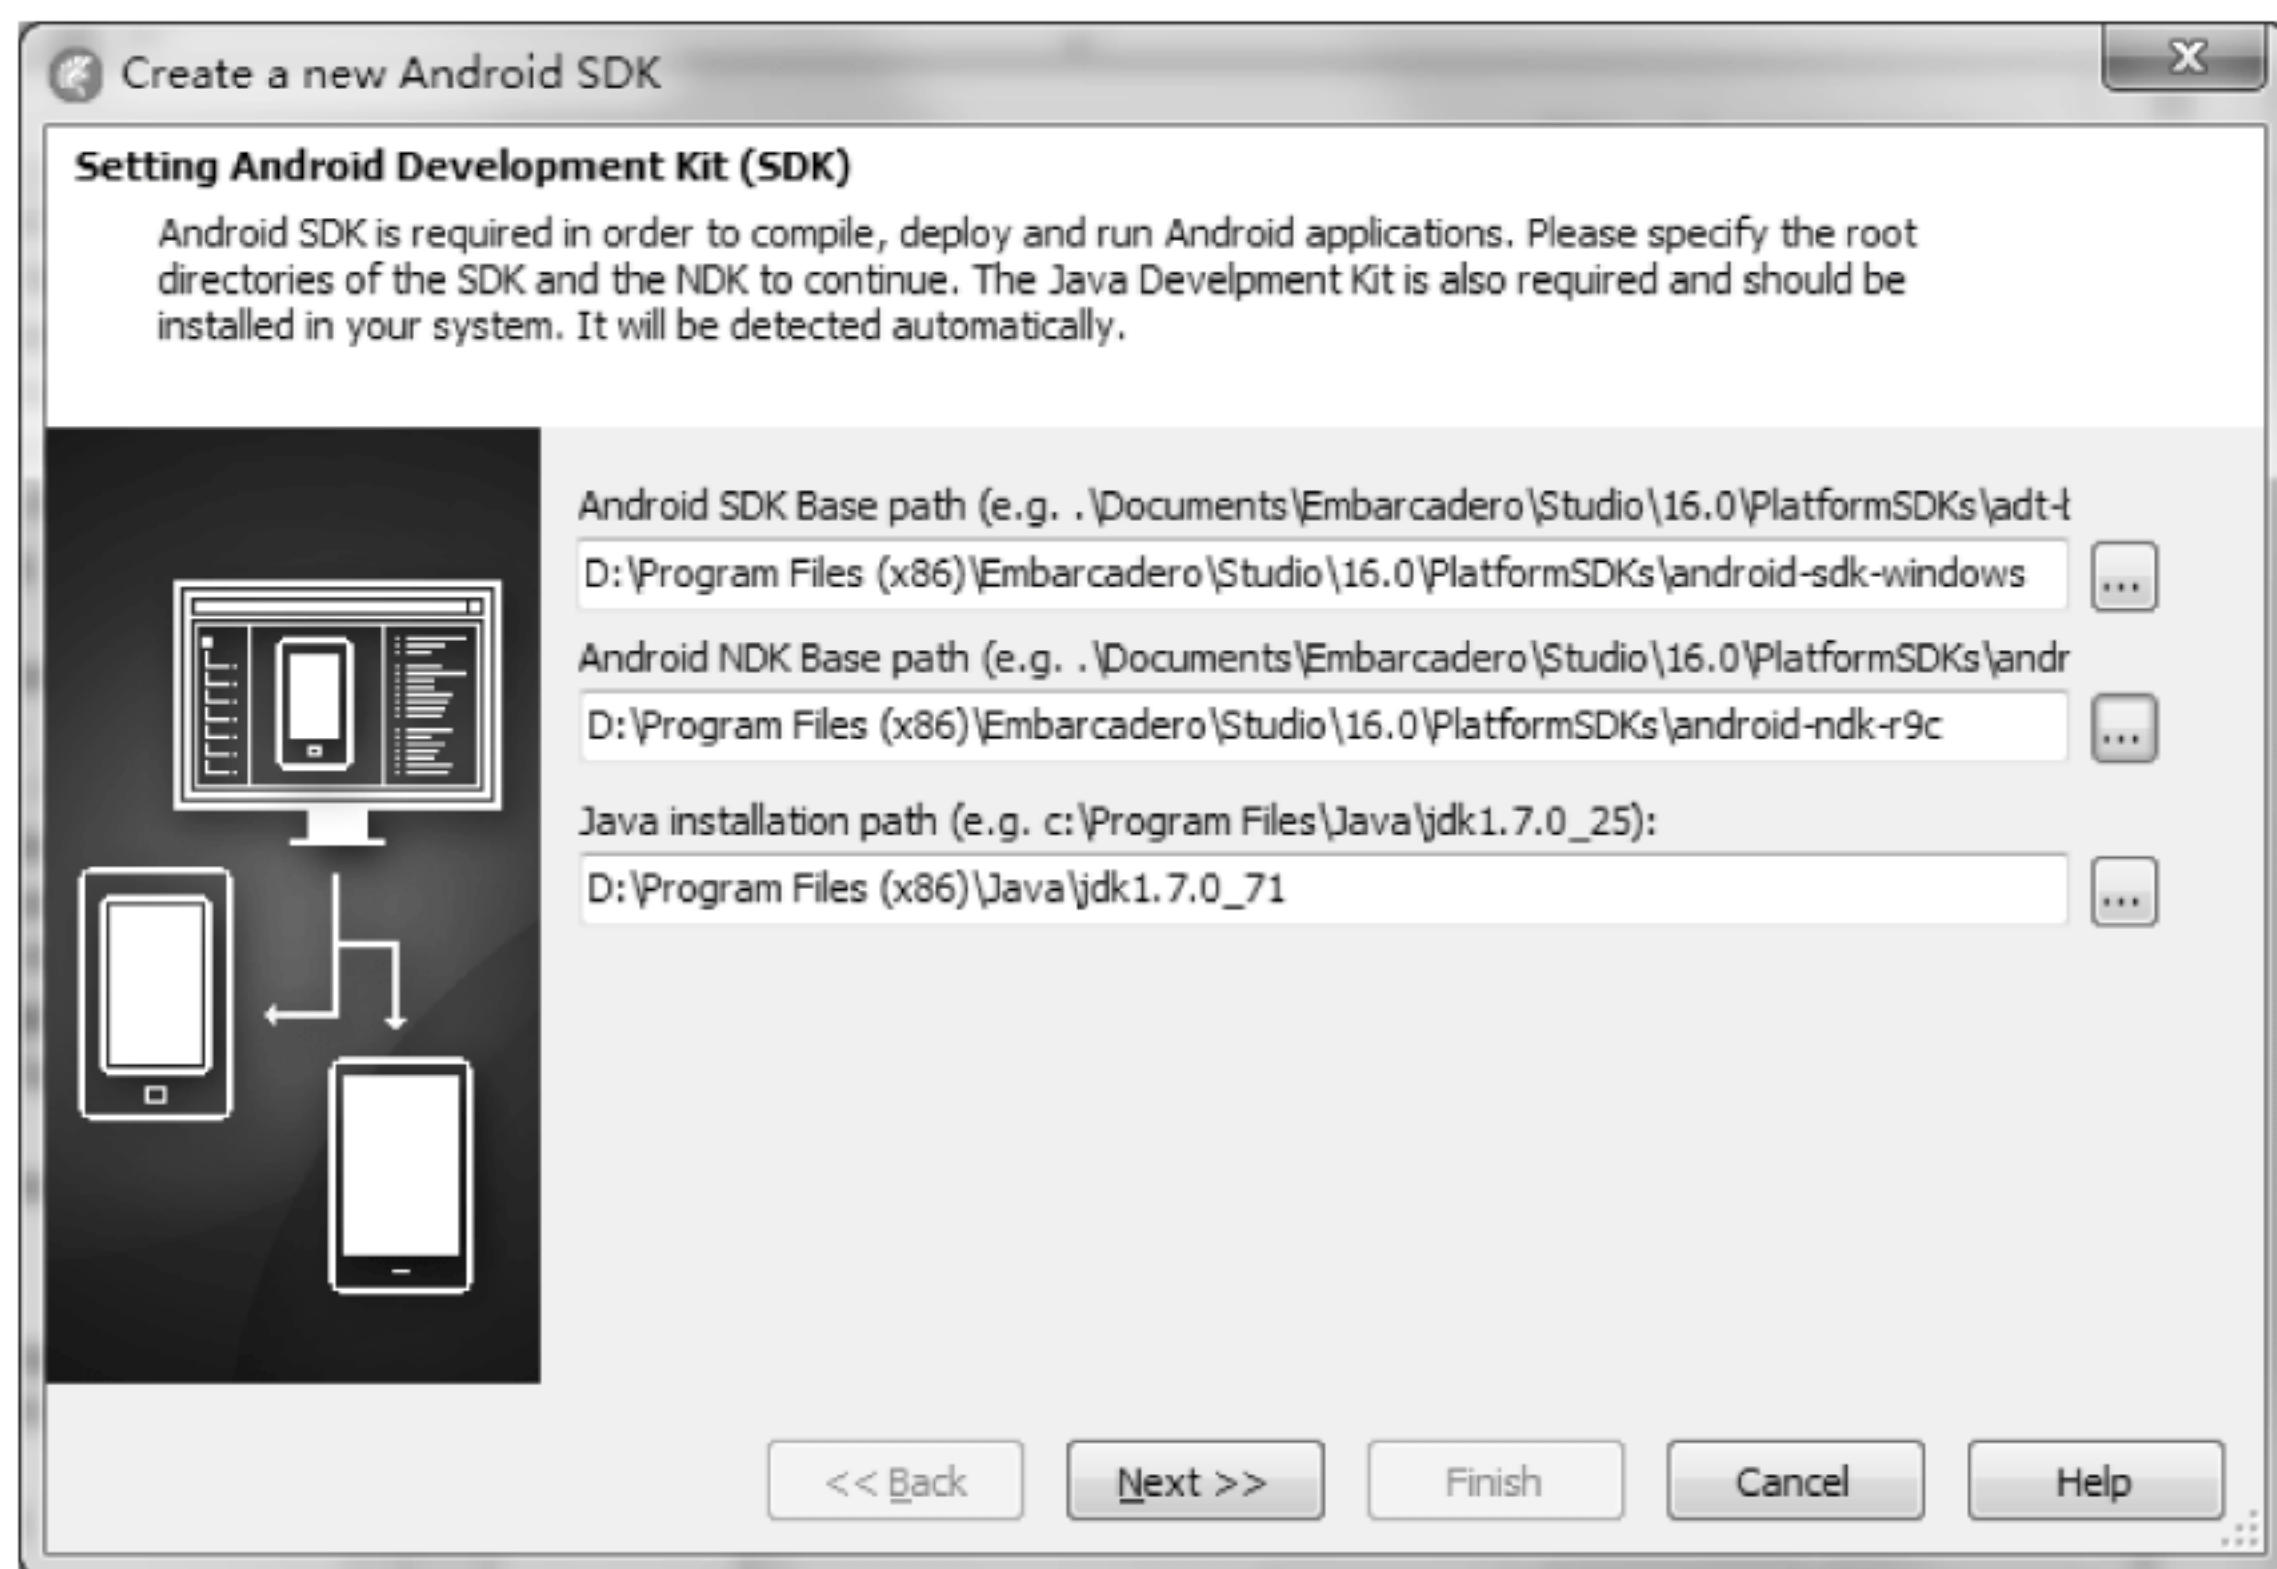 Create a new Android SDK
Setting Android Development Kit (SDK)
Android SDK is required in order to compile, deploy and run Android applications. Please specify the root
directories of the SDK and the NDK to continue. The Java Develpment Kit is also required and should be
installed in your system. It will be detected automatically.
Android SDK Base path (e.g. .\Documents\Embarcadero\Studio\16.0\PlatformSDKs\adt-b
D:\Program Files (x86)\Embarcadero\Studio\16.0\PlatformSDKs\android-sdk-windows
...
Android NDK Base path (e.g. .\Documents\Embarcadero\Studio\16.0\PlatformSDKs\andr
D:\Program Files (x86)\Embarcadero\Studio\16.0\PlatformSDKs\android-ndk-r9c
...
Java installation path (e.g. c:\Program Files\Java\jdk1.7.0_25):
D:\Program Files (x86)\Java\jdk1.7.0_71
...
<< Back Next >> Finish Cancel Help